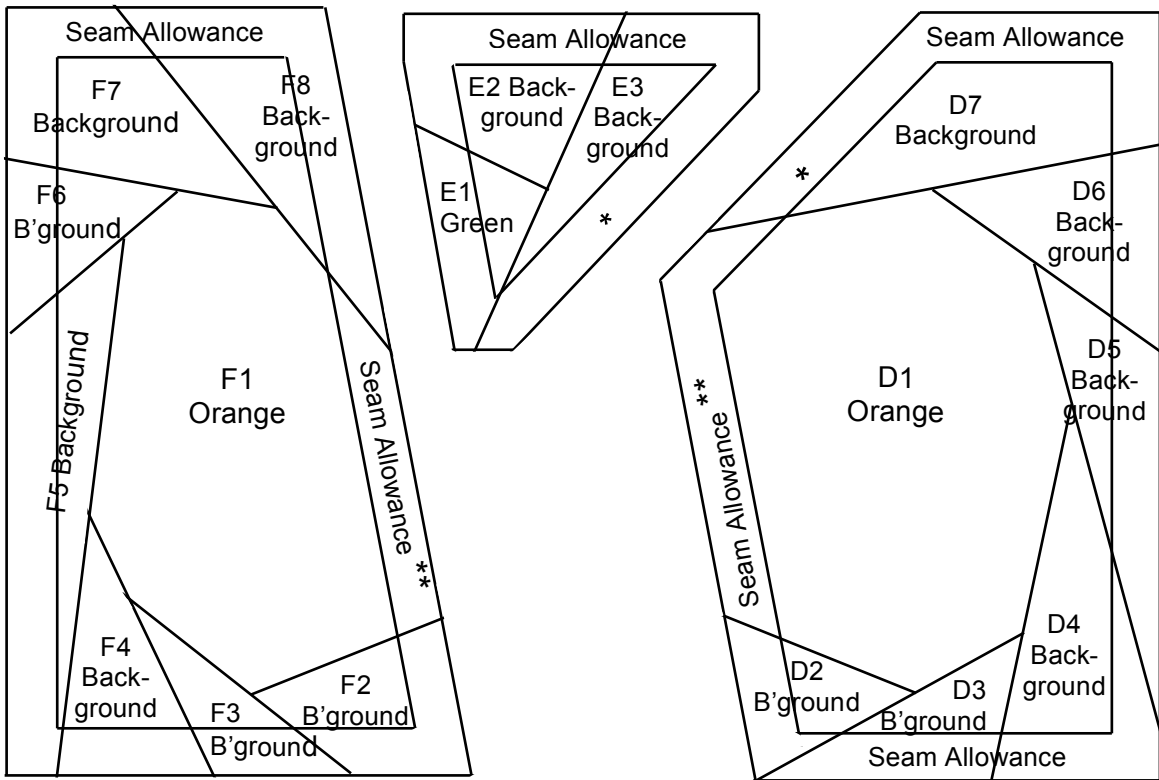 Seam Allowance
F7
Background
F8
Back-
ground
F6
B'ground
F5 Background
F1
Orange
Seam Allowance **
F4
Back-
ground
F3
B'ground
F2
B'ground
Seam Allowance
E2 Back-
ground
E3
Back-
ground
E1
Green
*
Seam Allowance
D7
Background
*
D6
Back-
ground
D5
Back-
ground
D1
Orange
Seam Allowance **
D4
Back-
ground
D2
B'ground
D3
B'ground
Seam Allowance